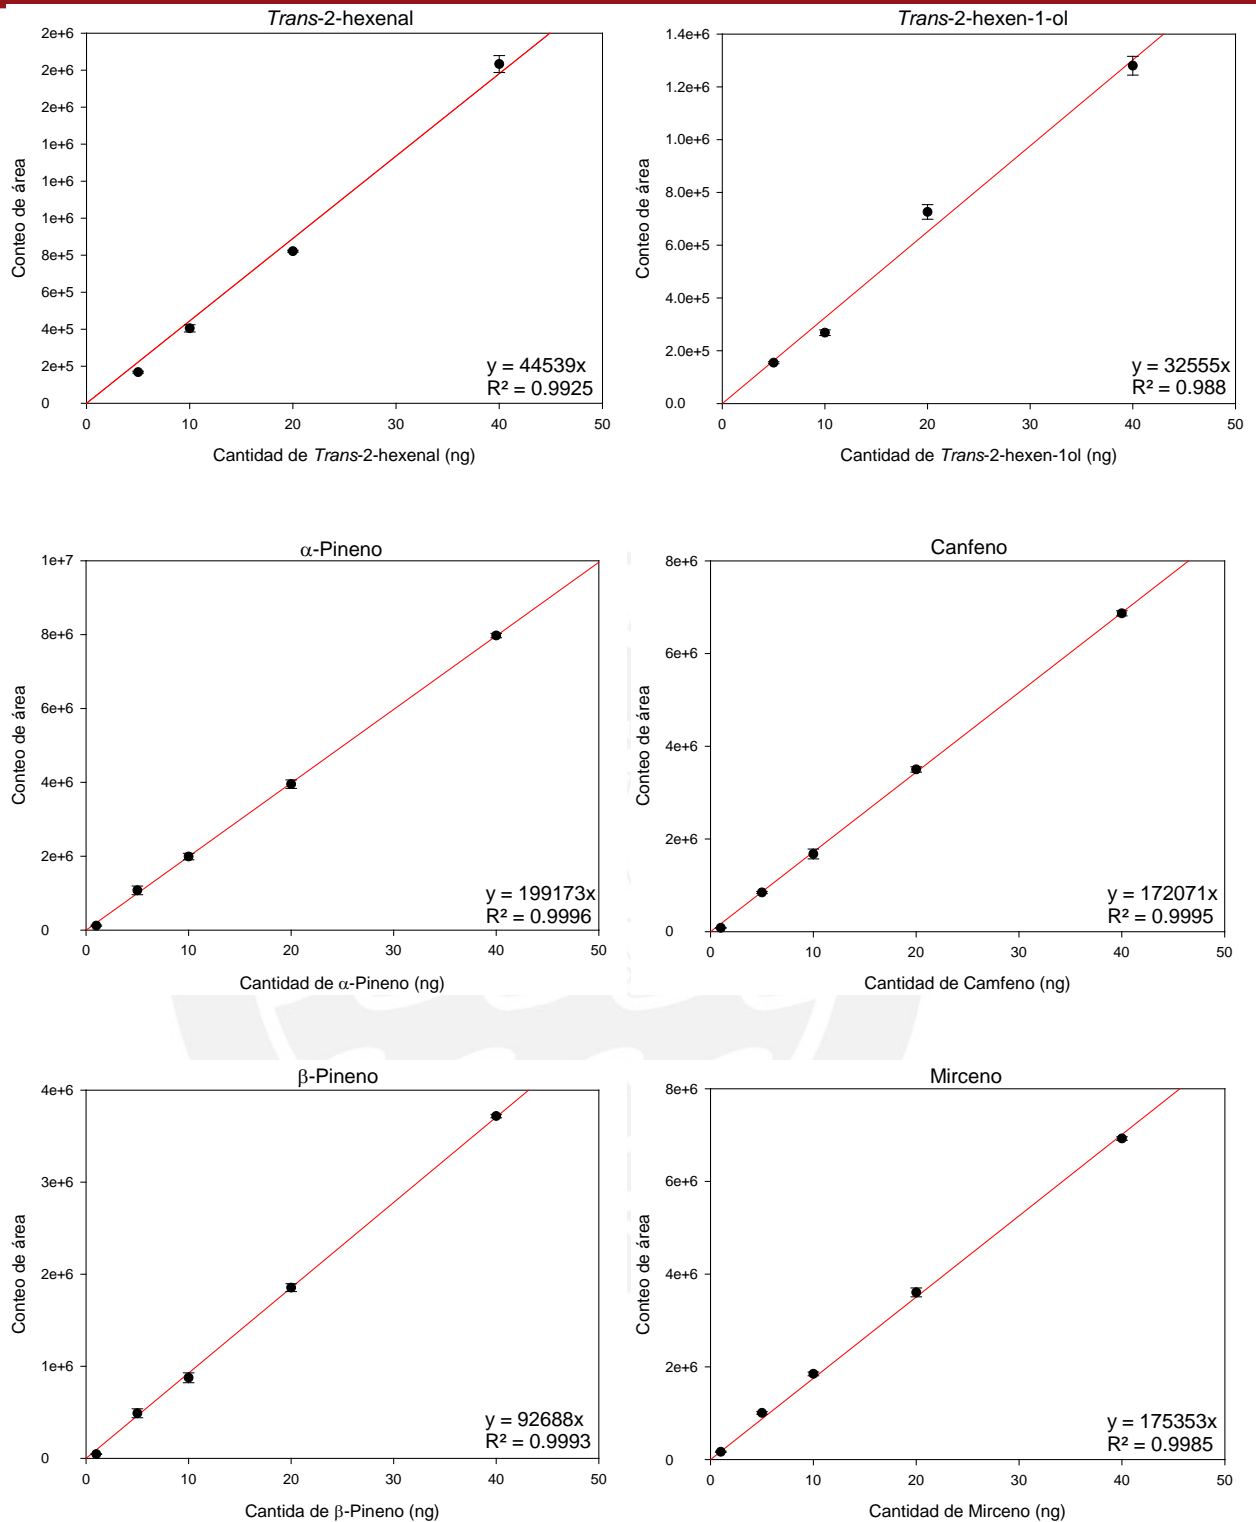 Trans-2-hexenal
2e+6
2e+6
2e+6
1e+6
1e+6
1e+6
8e+5
6e+5
4e+5
2e+5
0
Conteo de área
y = 44539x
R² = 0.9925
0 10 20 30 40 50
Cantidad de Trans-2-hexenal (ng)
Trans-2-hexen-1-ol
1.4e+6
1.2e+6
1.0e+6
8.0e+5
6.0e+5
4.0e+5
2.0e+5
0.0
Conteo de área
y = 32555x
R² = 0.988
0 10 20 30 40 50
Cantidad de Trans-2-hexen-1ol (ng)
α-Pineno
1e+7
8e+6
6e+6
4e+6
2e+6
0
Conteo de área
y = 199173x
R² = 0.9996
0 10 20 30 40 50
Cantidad de α-Pineno (ng)
Canfeno
8e+6
6e+6
4e+6
2e+6
0
Conteo de área
y = 172071x
R² = 0.9995
0 10 20 30 40 50
Cantidad de Camfeno (ng)
β-Pineno
4e+6
3e+6
2e+6
1e+6
0
Conteo de área
y = 92688x
R² = 0.9993
0 10 20 30 40 50
Cantida de β-Pineno (ng)
Mirceno
8e+6
6e+6
4e+6
2e+6
0
Conteo de área
y = 175353x
R² = 0.9985
0 10 20 30 40 50
Cantidad de Mirceno (ng)